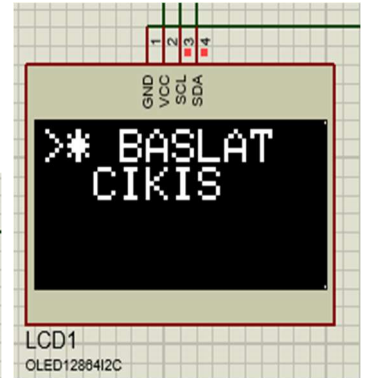 1
2
3
4
GND
VCC
SCL
SDA
>* BASLAT
CIKIS
LCD1
OLED12864I2C